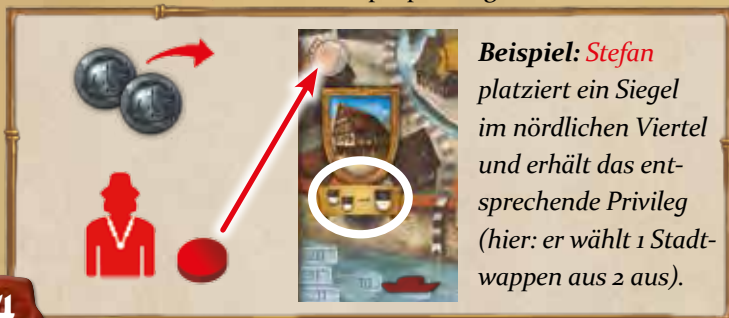 Beispiel: Stefan
platziert ein Siegel
im nördlichen Viertel
und erhält das ent-
sprechende Privileg
(hier: er wählt 1 Stadt-
wappen aus 2 aus).
4